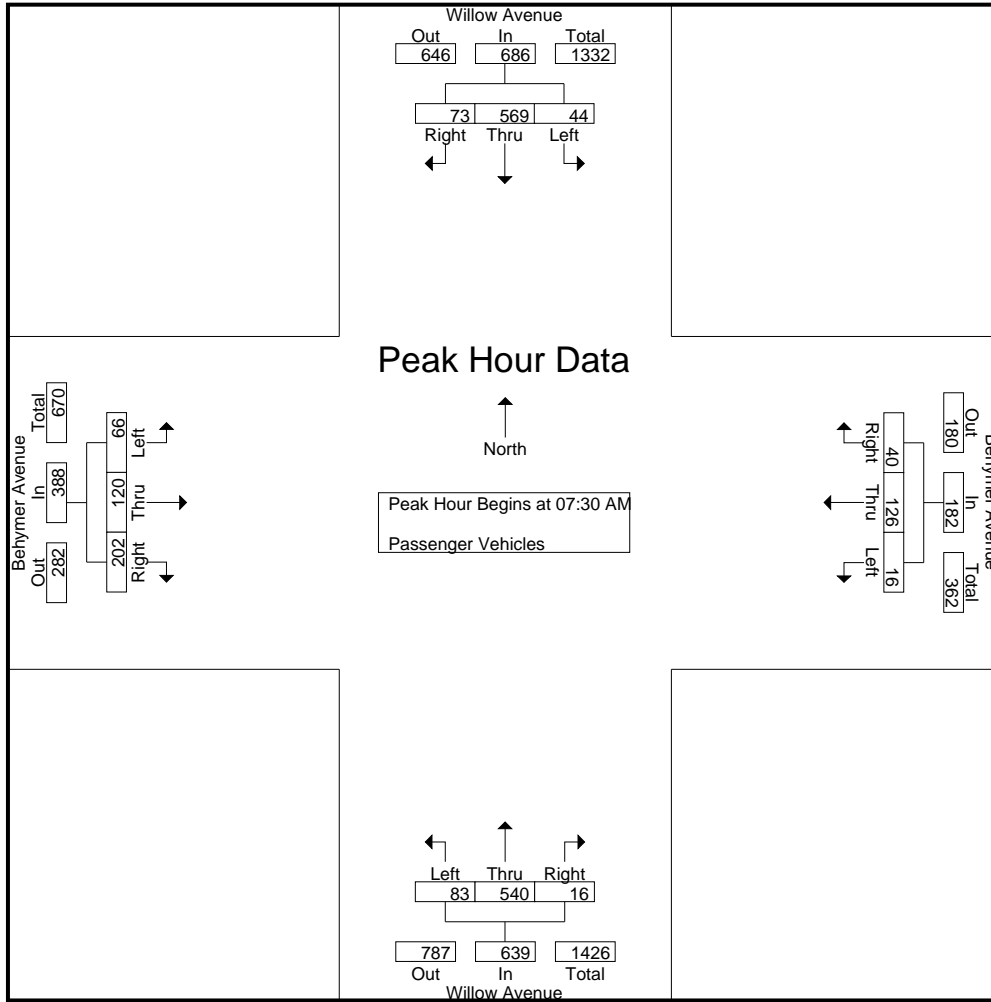 Willow Avenue
Out In Total
646 686 1332
73 569 44
Right Thru Left
Peak Hour Data
North
Peak Hour Begins at 07:30 AM
Passenger Vehicles
Behymer Avenue
Out In Total
282 388 670
Right Thru Left
202 120 66
Behymer Avenue
Out In Total
180 182 362
Right Thru Left
40 126 16
Left Thru Right
83 540 16
787 639 1426
Out In Total
Willow Avenue